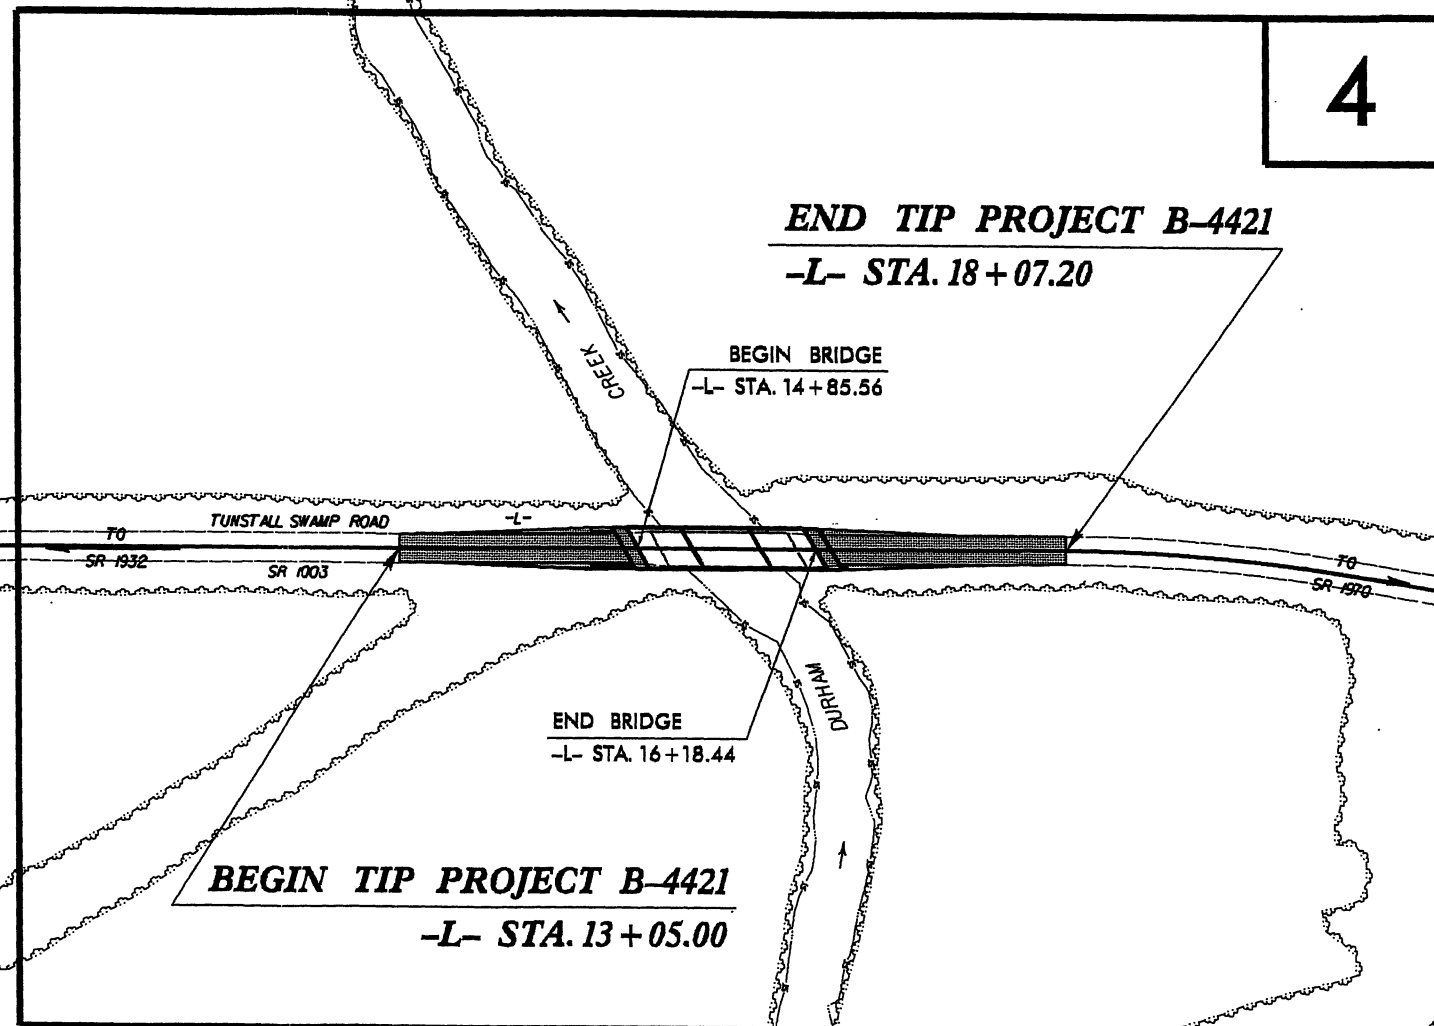 4
END TIP PROJECT B-4421
-L- STA. 18+07.20
BEGIN BRIDGE
-L- STA. 14+85.56
CREEK
TUNSTALL SWAMP ROAD
-L-
TO
SR 1932
SR 1003
TO
SR 1970
DURHAM
END BRIDGE
-L- STA. 16+18.44
BEGIN TIP PROJECT B-4421
-L- STA. 13+05.00